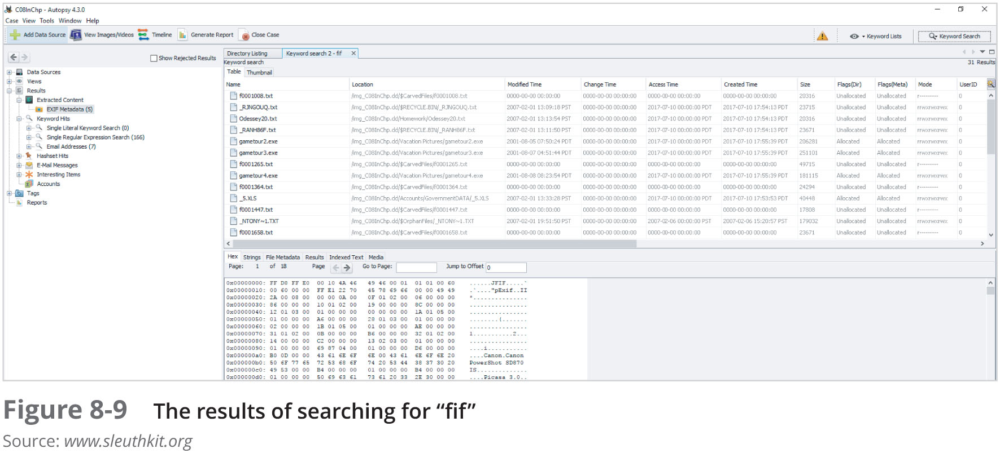 C08InChp - Autopsy 4.3.0
Case View Tools Window Help
Add Data Source View Images/Videos Timeline Generate Report Close Case Keyword Lists Keyword Search
Show Rejected Results
Data Sources
Views
Results
Extracted Content
EXIF Metadata (5)
Keyword Hits
Single Literal Keyword Search (0)
Single Regular Expression Search (166)
Email Addresses (7)
Hashset Hits
E-Mail Messages
Interesting Items
Accounts
Tags
Reports
Directory Listing Keyword search 2 - fif
Keyword search 31 Results
Table Thumbnail
Name Location Modified Time Change Time Access Time Created Time Size Flags(Dir) Flags(Meta) Mode UserID
f0001008.txt /img_C08InChp.dd/$CarvedFiles/f0001008.txt 0000-00-00 00:00:00 0000-00-00 00:00:00 0000-00-00 00:00:00 0000-00-00 00:00:00 20316 Unallocated Unallocated r--------- 0
_RJNGOUQ.txt /img_C08InChp.dd/$RECYCLE.BIN/_RJNGOUQ.txt 2007-02-01 13:09:18 PST 0000-00-00 00:00:00 2017-07-10 00:00:00 PDT 2017-07-10 17:54:13 PDT 23715 Unallocated Unallocated rrwxrwxrwx 0
Odessey20.txt /img_C08InChp.dd/Homework/Odessey20.txt 2007-02-01 13:13:54 PST 0000-00-00 00:00:00 2017-07-10 00:00:00 PDT 2017-07-10 17:54:13 PDT 20316 Unallocated Unallocated rrwxrwxrwx 0
_RANH86F.txt /img_C08InChp.dd/$RECYCLE.BIN/_RANH86F.txt 2007-02-01 13:11:50 PST 0000-00-00 00:00:00 2017-07-10 00:00:00 PDT 2017-07-10 17:54:13 PDT 23671 Unallocated Unallocated rrwxrwxrwx 0
gametour2.exe /img_C08InChp.dd/Vacation Pictures/gametour2.exe 2001-08-05 07:50:24 PDT 0000-00-00 00:00:00 2017-07-10 00:00:00 PDT 2017-07-10 17:55:39 PDT 206281 Allocated Allocated rrwxrwxrwx 0
gametour3.exe /img_C08InChp.dd/Vacation Pictures/gametour3.exe 2001-08-07 04:51:44 PDT 0000-00-00 00:00:00 2017-07-10 00:00:00 PDT 2017-07-10 17:55:39 PDT 251101 Allocated Allocated rrwxrwxrwx 0
f0001265.txt /img_C08InChp.dd/$CarvedFiles/f0001265.txt 0000-00-00 00:00:00 0000-00-00 00:00:00 0000-00-00 00:00:00 0000-00-00 00:00:00 49715 Unallocated Unallocated r--------- 0
gametour4.exe /img_C08InChp.dd/Vacation Pictures/gametour4.exe 2001-08-08 08:23:54 PDT 0000-00-00 00:00:00 2017-07-10 00:00:00 PDT 2017-07-10 17:55:39 PDT 181115 Allocated Allocated rrwxrwxrwx 0
f0001364.txt /img_C08InChp.dd/$CarvedFiles/f0001364.txt 0000-00-00 00:00:00 0000-00-00 00:00:00 0000-00-00 00:00:00 0000-00-00 00:00:00 24294 Unallocated Unallocated r--------- 0
_5.XLS /img_C08InChp.dd/Accounts/GovernmentDATA/_5.XLS 2007-02-01 13:33:28 PST 0000-00-00 00:00:00 2017-07-10 00:00:00 PDT 2017-07-10 17:53:53 PDT 40448 Allocated Unallocated rrwxrwxrwx 0
f0001447.txt /img_C08InChp.dd/$CarvedFiles/f0001447.txt 0000-00-00 00:00:00 0000-00-00 00:00:00 0000-00-00 00:00:00 0000-00-00 00:00:00 17808 Unallocated Unallocated r--------- 0
_NTONY~1.TXT /img_C08InChp.dd/$OrphanFiles/_NTONY~1.TXT 2007-02-01 19:51:50 PST 0000-00-00 00:00:00 2007-02-06 00:00:00 PST 2007-02-06 15:20:57 PST 179032 Unallocated Unallocated rrwxrwxrwx 0
f0001658.txt /img_C08InChp.dd/$CarvedFiles/f0001658.txt 0000-00-00 00:00:00 0000-00-00 00:00:00 0000-00-00 00:00:00 0000-00-00 00:00:00 23671 Unallocated Unallocated r--------- 0
Hex Strings File Metadata Results Indexed Text Media
Page: 1 of 18 Page Go to Page: Jump to Offset 0
0x00000000: FF D8 FF E0 00 10 4A 46 49 46 00 01 01 01 00 60 ......JFIF.....`
0x00000010: 00 60 00 00 FF E1 22 70 45 78 69 66 00 00 49 49 .`...."pExif..II
0x00000020: 2A 00 08 00 00 00 0A 00 0F 01 02 00 06 00 00 00 *...............
0x00000030: 86 00 00 00 10 01 02 00 19 00 00 00 8C 00 00 00 ................
0x00000040: 12 01 03 00 01 00 00 00 00 00 00 00 1A 01 05 00 ................
0x00000050: 01 00 00 00 A6 00 00 00 28 01 03 00 01 00 00 00 ........(.......
0x00000060: 02 00 00 00 1B 01 05 00 01 00 00 00 AE 00 00 00 ................
0x00000070: 31 01 02 00 0B 00 00 00 B6 00 00 00 32 01 02 00 1...........2...
0x00000080: 14 00 00 00 C2 00 00 00 13 02 03 00 01 00 00 00 ................
0x00000090: 01 00 00 00 69 87 04 00 01 00 00 00 D6 00 00 00 ....i...........
0x000000a0: B0 0D 00 00 43 61 6E 6F 6E 00 43 61 6E 6F 6E 20 ....Canon.Canon
0x000000b0: 50 6F 77 65 72 53 68 6F 74 20 53 44 38 37 30 20 PowerShot SD870
0x000000c0: 49 53 00 00 B4 00 00 00 01 00 00 00 B4 00 00 00 IS..............
0x000000d0: 01 00 00 00 50 69 63 61 73 61 20 33 2E 30 00 00 ....Picasa 3.0..
Figure 8-9 The results of searching for “fif”
Source: www.sleuthkit.org